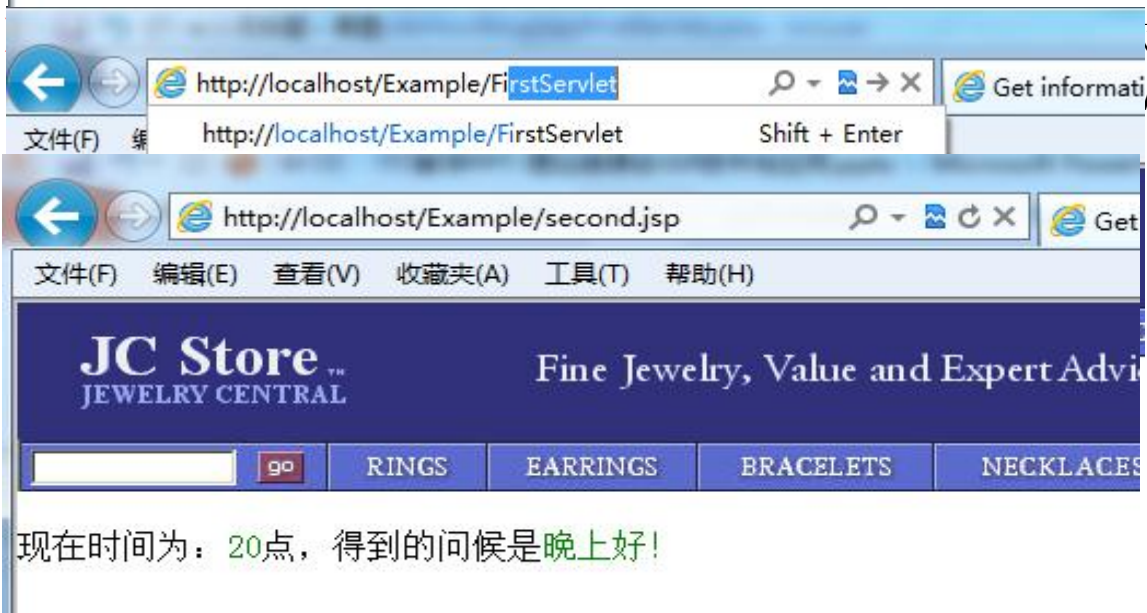 http://localhost/Example/FirstServlet
Get informati
文件(F) 编
http://localhost/Example/FirstServlet Shift + Enter
http://localhost/Example/second.jsp
Get
文件(F) 编辑(E) 查看(V) 收藏夹(A) 工具(T) 帮助(H)
JC Store ™
JEWELRY CENTRAL
Fine Jewelry, Value and Expert Advi
go RINGS EARRINGS BRACELETS NECKLACES
现在时间为：20点，得到的问候是晚上好！